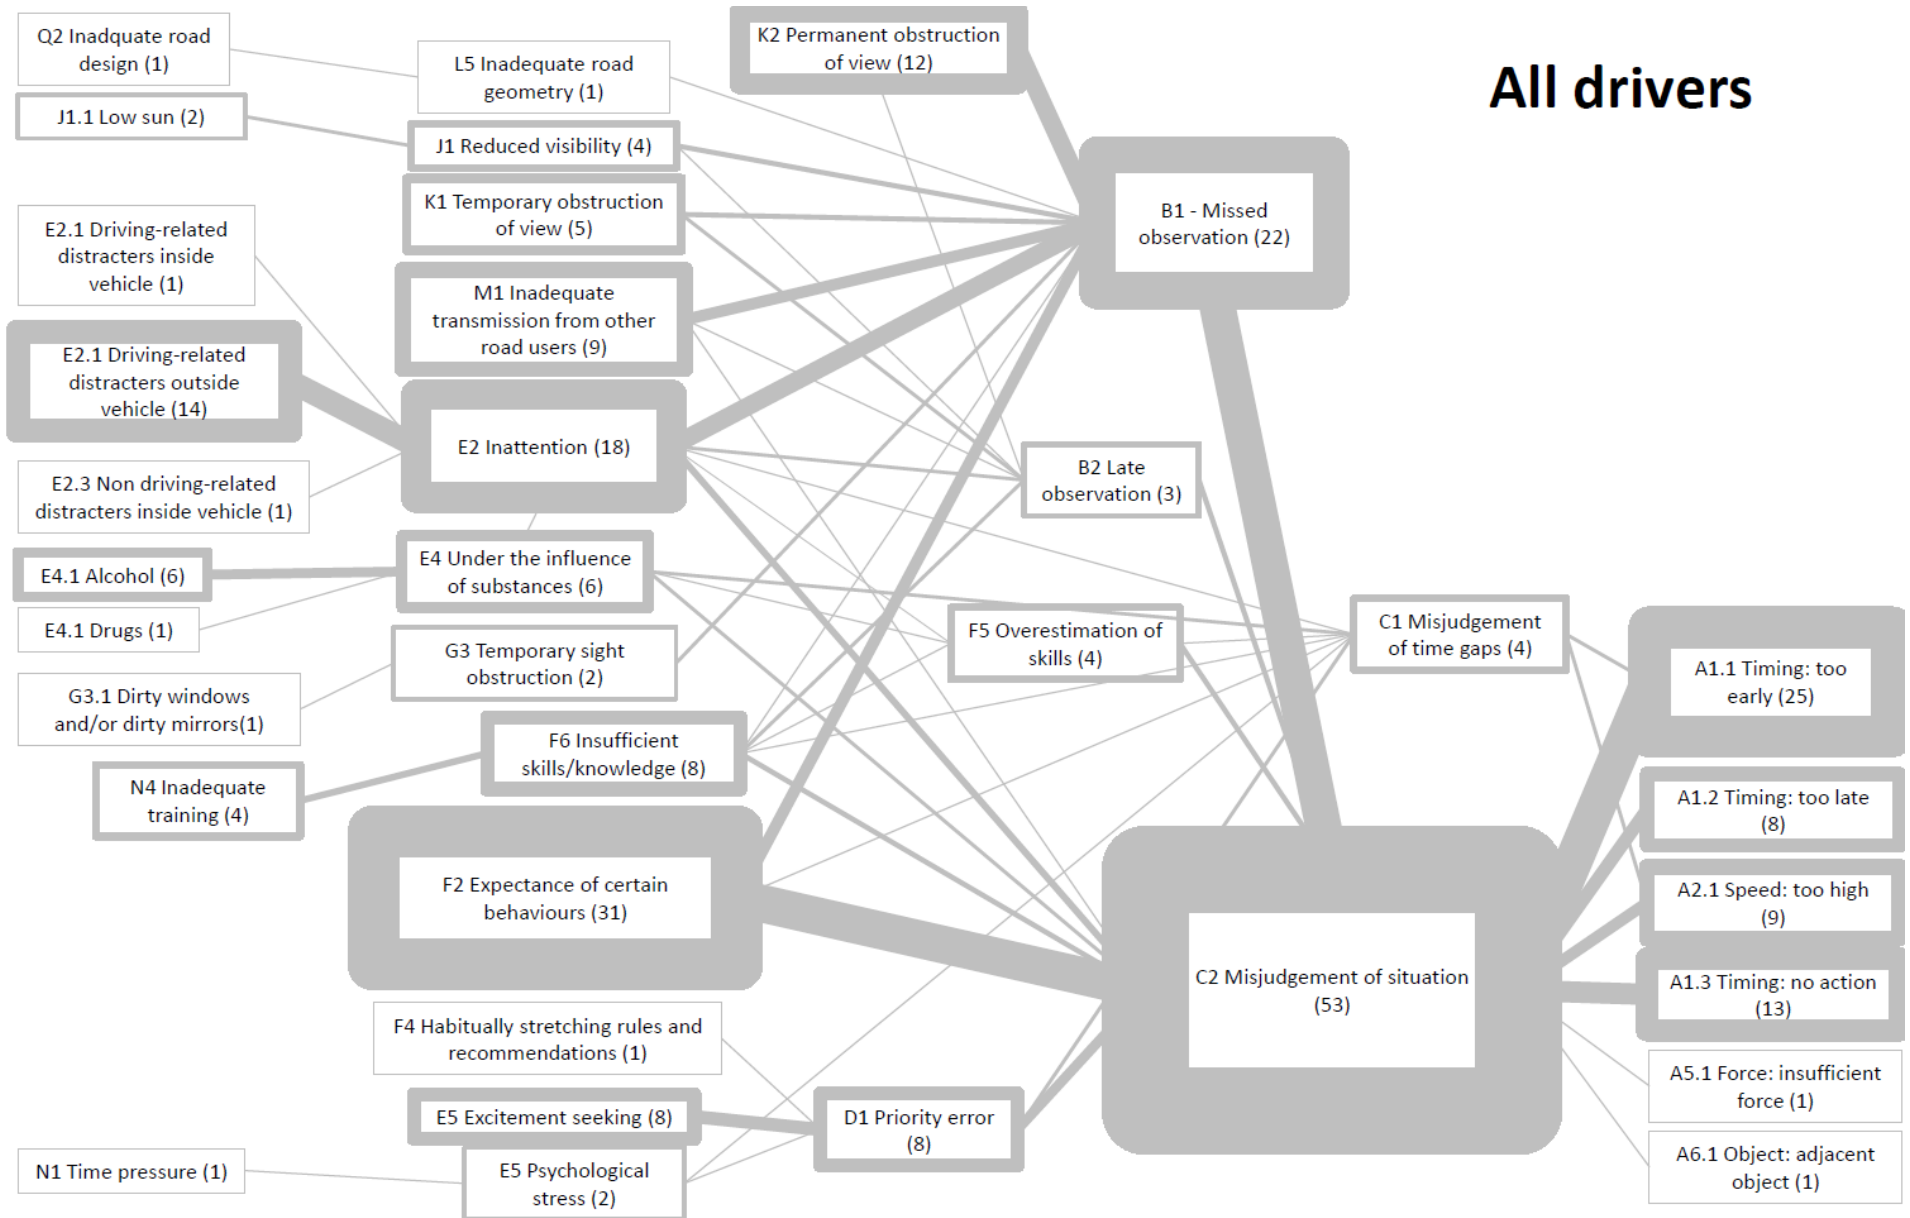 All drivers
Q2 Inadquate road
design (1)
J1.1 Low sun (2)
E2.1 Driving-related
distracters inside
vehicle (1)
E2.1 Driving-related
distracters outside
vehicle (14)
E2.3 Non driving-related
distracters inside vehicle (1)
E4.1 Alcohol (6)
E4.1 Drugs (1)
G3.1 Dirty windows
and/or dirty mirrors(1)
N4 Inadequate
training (4)
N1 Time pressure (1)
L5 Inadequate road
geometry (1)
J1 Reduced visibility (4)
K1 Temporary obstruction
of view (5)
M1 Inadequate
transmission from other
road users (9)
E2 Inattention (18)
E4 Under the influence
of substances (6)
G3 Temporary sight
obstruction (2)
F6 Insufficient
skills/knowledge (8)
F2 Expectance of certain
behaviours (31)
F4 Habitually stretching rules and
recommendations (1)
E5 Excitement seeking (8)
E5 Psychological
stress (2)
K2 Permanent obstruction
of view (12)
B1 - Missed
observation (22)
B2 Late
observation (3)
F5 Overestimation of
skills (4)
D1 Priority error
(8)
C1 Misjudgement
of time gaps (4)
C2 Misjudgement of situation
(53)
A1.1 Timing: too
early (25)
A1.2 Timing: too late
(8)
A2.1 Speed: too high
(9)
A1.3 Timing: no action
(13)
A5.1 Force: insufficient
force (1)
A6.1 Object: adjacent
object (1)